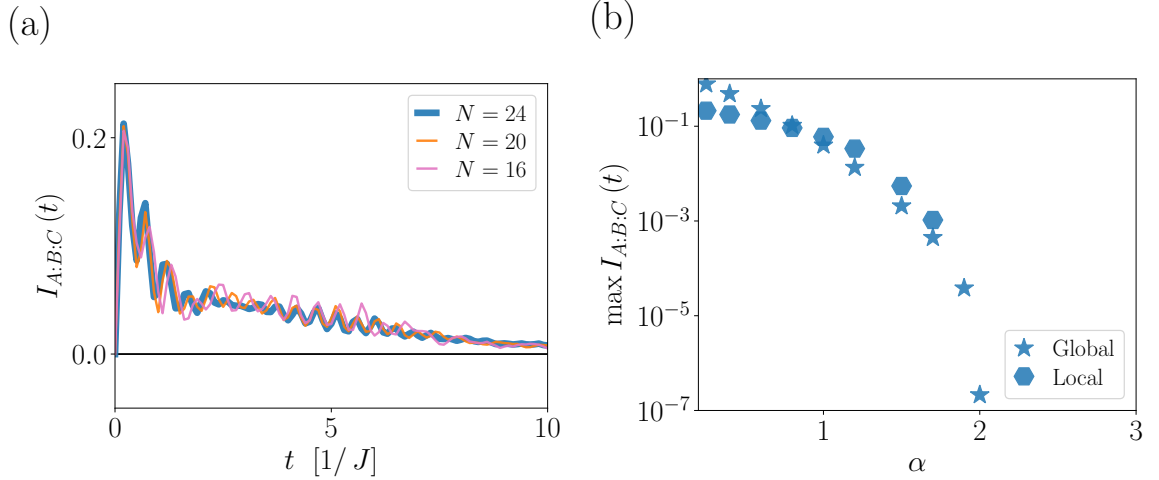 (a)
I_{A:B:C}(t)
0.2
0.0
N = 24
N = 20
N = 16
0
5
10
t [1/J]
(b)
max I_{A:B:C}(t)
10^{-1}
10^{-3}
10^{-5}
10^{-7}
Global
Local
1
2
3
α